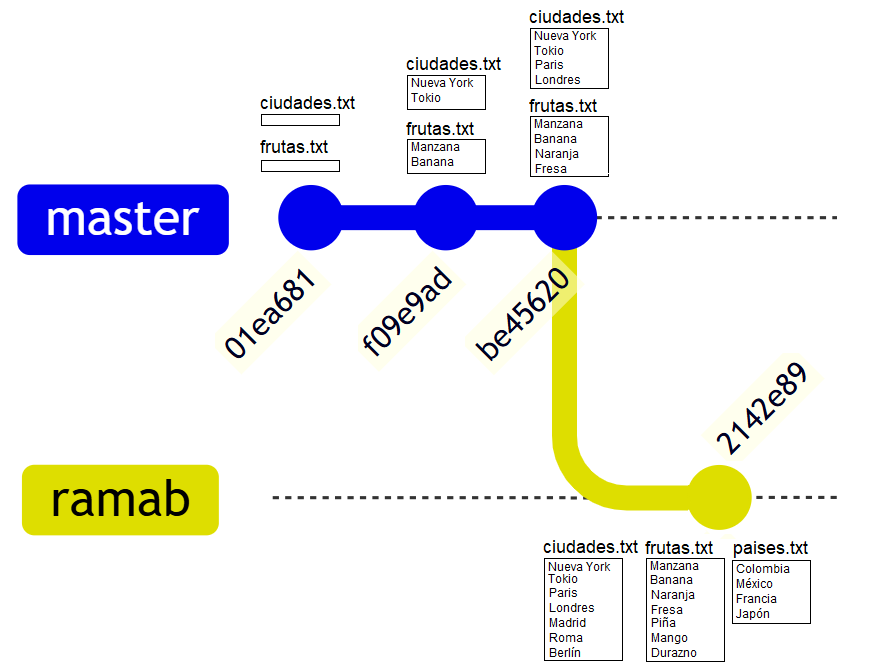 ciudades.txt
Nueva York
Tokio
Paris
Londres
ciudades.txt
Nueva York
Tokio
ciudades.txt
frutas.txt
Manzana
Banana
Naranja
Fresa
frutas.txt
Manzana
Banana
frutas.txt
master
01ea681
f09e9ad
be45620
2142e89
ramab
ciudades.txt
Nueva York
Tokio
Paris
Londres
Madrid
Roma
Berlín
frutas.txt
Manzana
Banana
Naranja
Fresa
Piña
Mango
Durazno
paises.txt
Colombia
México
Francia
Japón